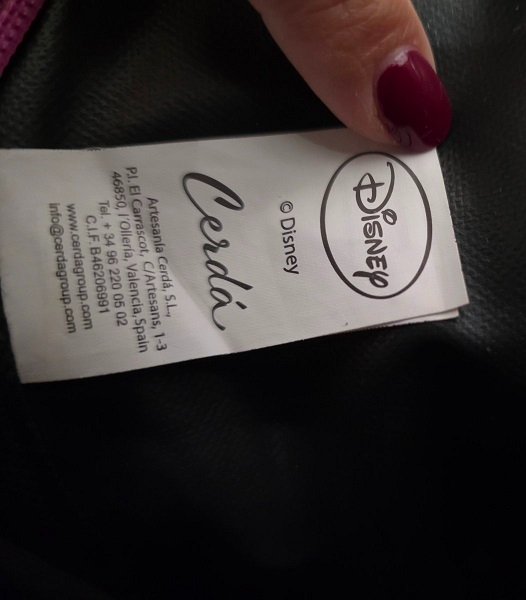 Disney
© Disney
Cerdá
Artesanía Cerdá, S.L.,
P.I. El Carrascot, C/Artesans, 1-3
46850, l'Olleria, Valencia, Spain
Tel. + 34 96 220 05 02
C.I.F. B46206991
www.cerdagroup.com
info@cerdagroup.com